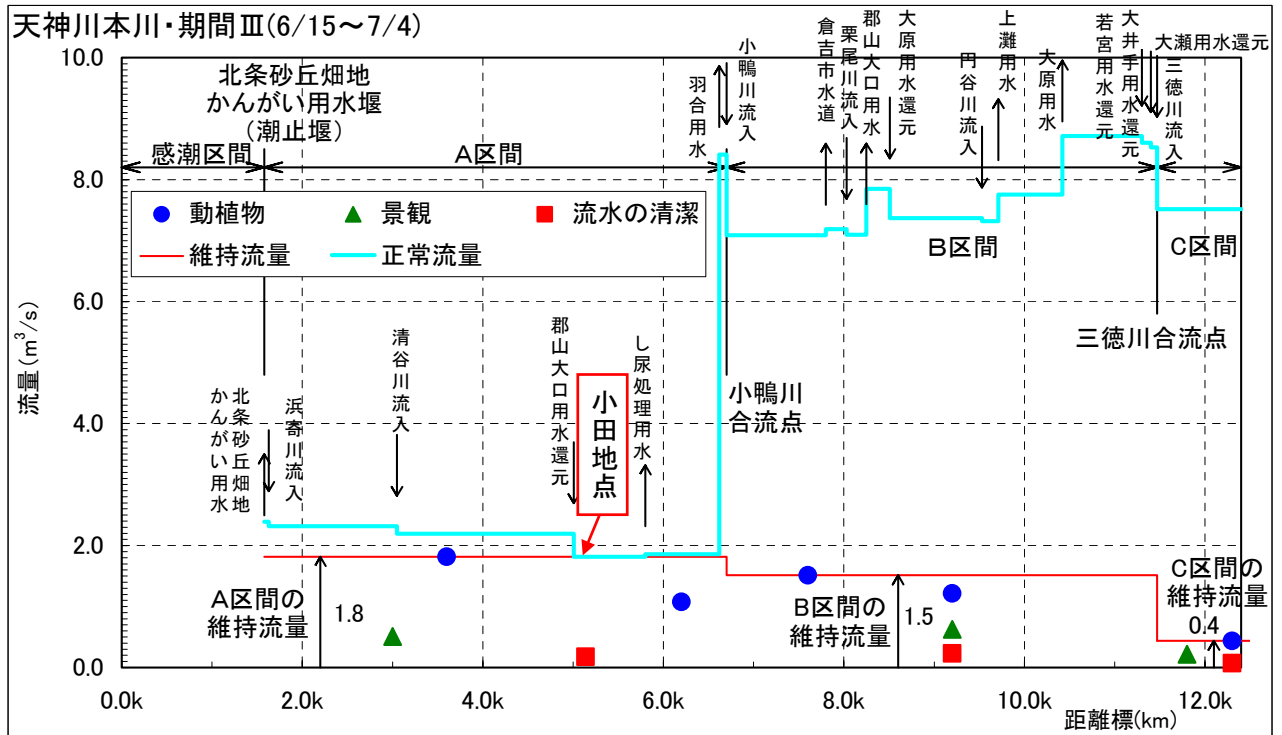 天神川本川・期間Ⅲ(6/15～7/4)
流量(m³/s)
10.0
8.0
6.0
4.0
2.0
0.0
0.0k
2.0k
4.0k
6.0k
8.0k
10.0k
12.0k
距離標(km)
北条砂丘畑地
かんがい用水堰
(潮止堰)
感潮区間
A区間
B区間
C区間
動植物
景観
流水の清潔
維持流量
正常流量
羽合用水
小鴨川流入
倉吉市水道
栗尾川流入
郡山大口用水
大原用水還元
円谷川流入
上灘用水
大原用水
若宮用水還元
大井手用水還元
大瀬用水還元
三徳川流入
三徳川合流点
小鴨川
合流点
北条砂丘畑地
かんがい用水
浜寄川流入
清谷川流入
郡山大口用水還元
小田地点
し尿処理用水
A区間の
維持流量
1.8
B区間の
維持流量
1.5
C区間の
維持流量
0.4